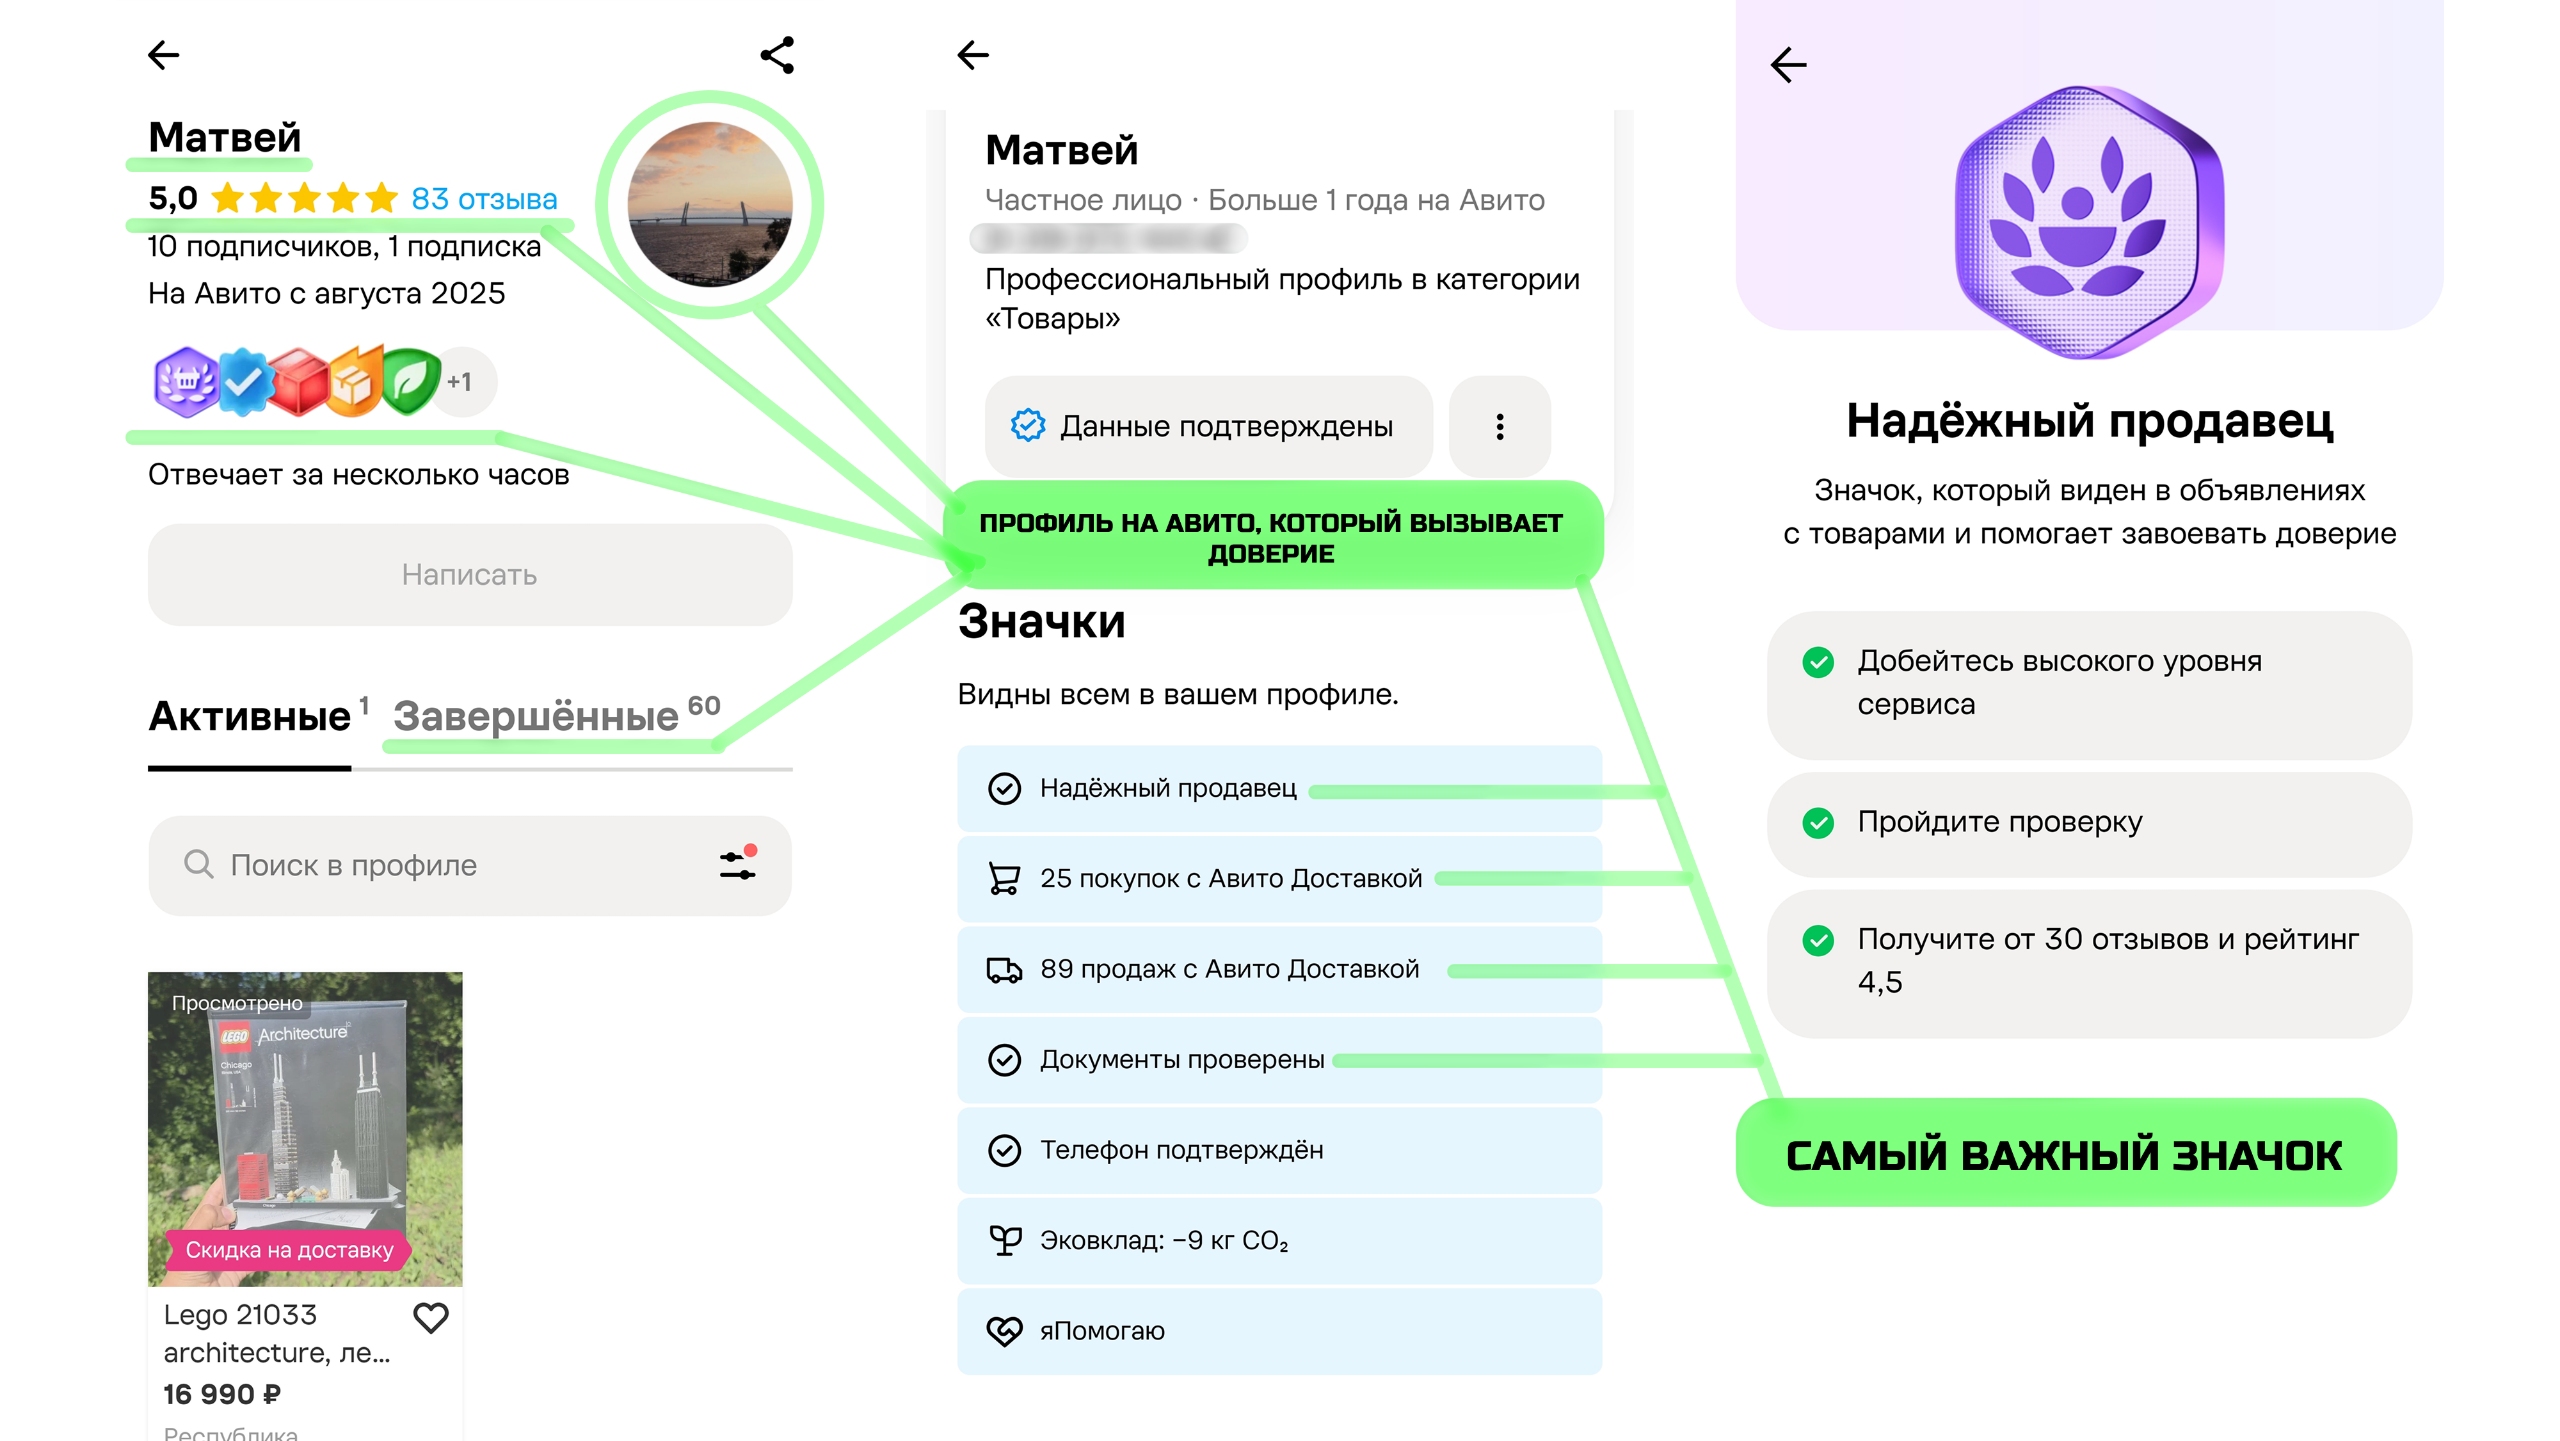 Матвей
5,0 83 отзыва
10 подписчиков, 1 подписка
На Авито с августа 2025
+1
Отвечает за несколько часов
Написать
Активные 1 Завершённые 60
Поиск в профиле
Просмотрено
LEGO Architecture
Chicago
Скидка на доставку
Lego 21033
architecture, ле...
16 990 ₽
Республика
Матвей
Частное лицо · Больше 1 года на Авито
Профессиональный профиль в категории
«Товары»
Данные подтверждены
ПРОФИЛЬ НА АВИТО, КОТОРЫЙ ВЫЗЫВАЕТ
ДОВЕРИЕ
Значки
Видны всем в вашем профиле.
Надёжный продавец
25 покупок с Авито Доставкой
89 продаж с Авито Доставкой
Документы проверены
Телефон подтверждён
Эковклад: −9 кг CO₂
яПомогаю
Надёжный продавец
Значок, который виден в объявлениях
с товарами и помогает завоевать доверие
Добейтесь высокого уровня
сервиса
Пройдите проверку
Получите от 30 отзывов и рейтинг
4,5
САМЫЙ ВАЖНЫЙ ЗНАЧОК